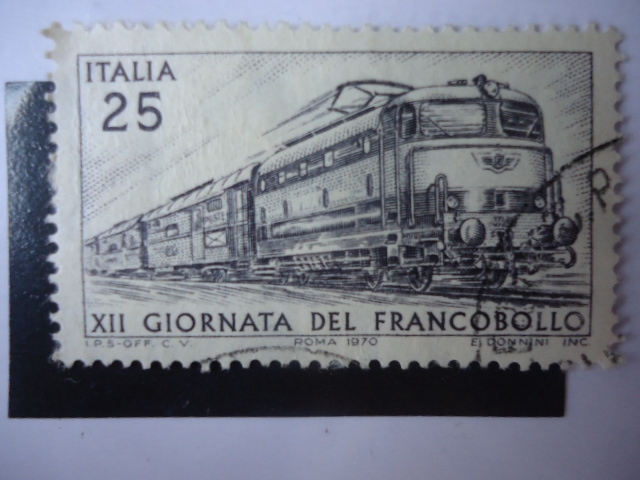 ITALIA
25
XII GIORNATA DEL FRANCOBOLLO
I.P.S-OFF. C. V. ROMA 1970 E. DONNINI INC.